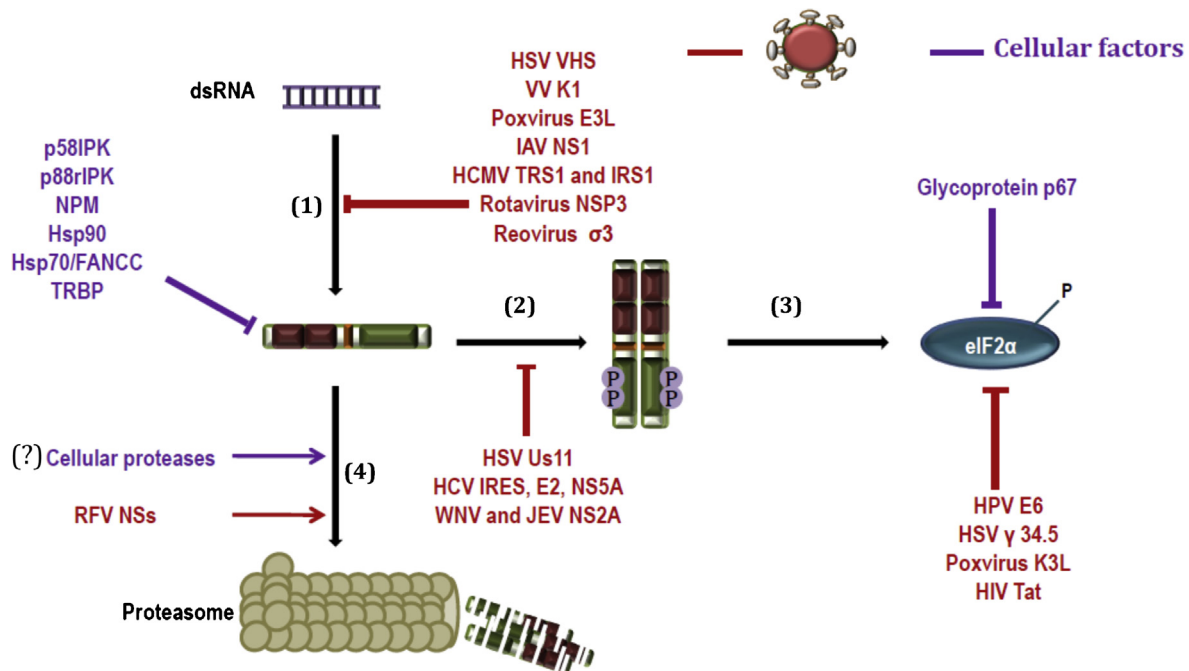 HSV VHS
VV K1
Poxvirus E3L
IAV NS1
HCMV TRS1 and IRS1
Rotavirus NSP3
Reovirus σ3
Cellular factors
dsRNA
p58IPK
p88rIPK
NPM
Hsp90
Hsp70/FANCC
TRBP
(1)
Glycoprotein p67
(2)
(3)
P
eIF2α
P
P
P
P
(?) Cellular proteases
RFV NSs
(4)
HSV Us11
HCV IRES, E2, NS5A
WNV and JEV NS2A
HPV E6
HSV γ 34.5
Poxvirus K3L
HIV Tat
Proteasome